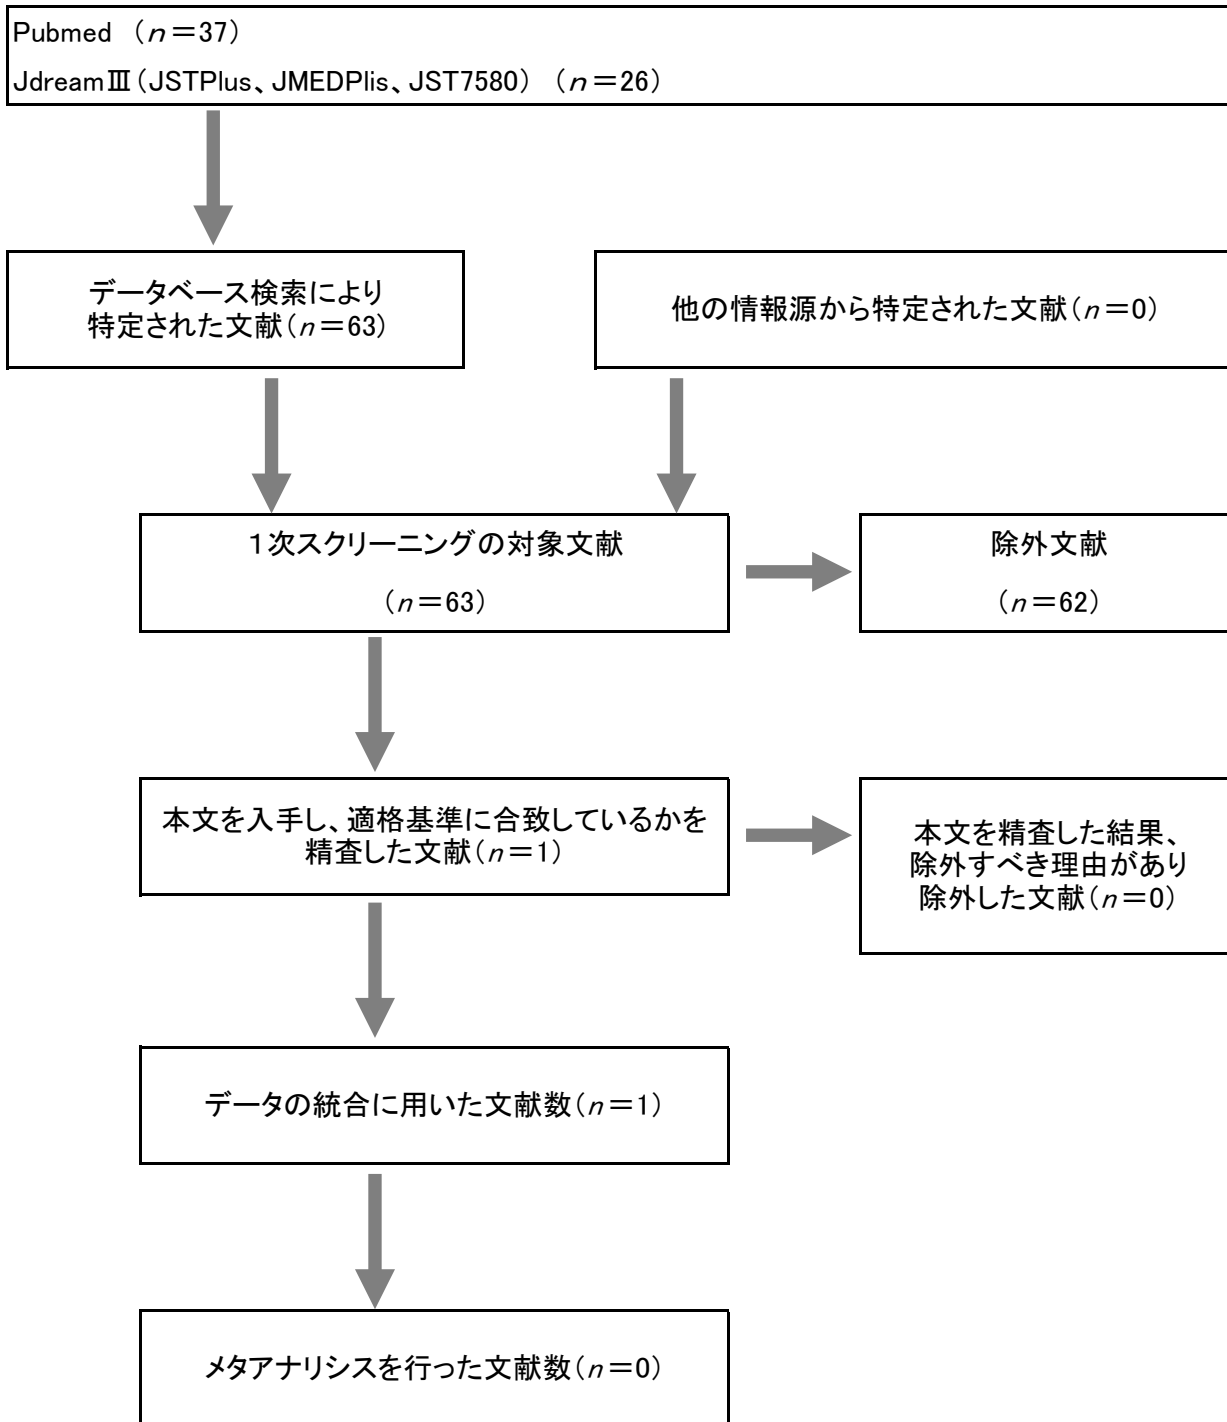 Pubmed （n＝37）
JdreamⅢ（JSTPlus、JMEDPlis、JST7580）　（n＝26）
データベース検索により
特定された文献（n＝63）
他の情報源から特定された文献（n＝0）
１次スクリーニングの対象文献
（n＝63）
除外文献
（n＝62）
本文を入手し、適格基準に合致しているかを
精査した文献（n＝1）
本文を精査した結果、
除外すべき理由があり
除外した文献（n＝0）
データの統合に用いた文献数（n＝1）
メタアナリシスを行った文献数（n＝0）